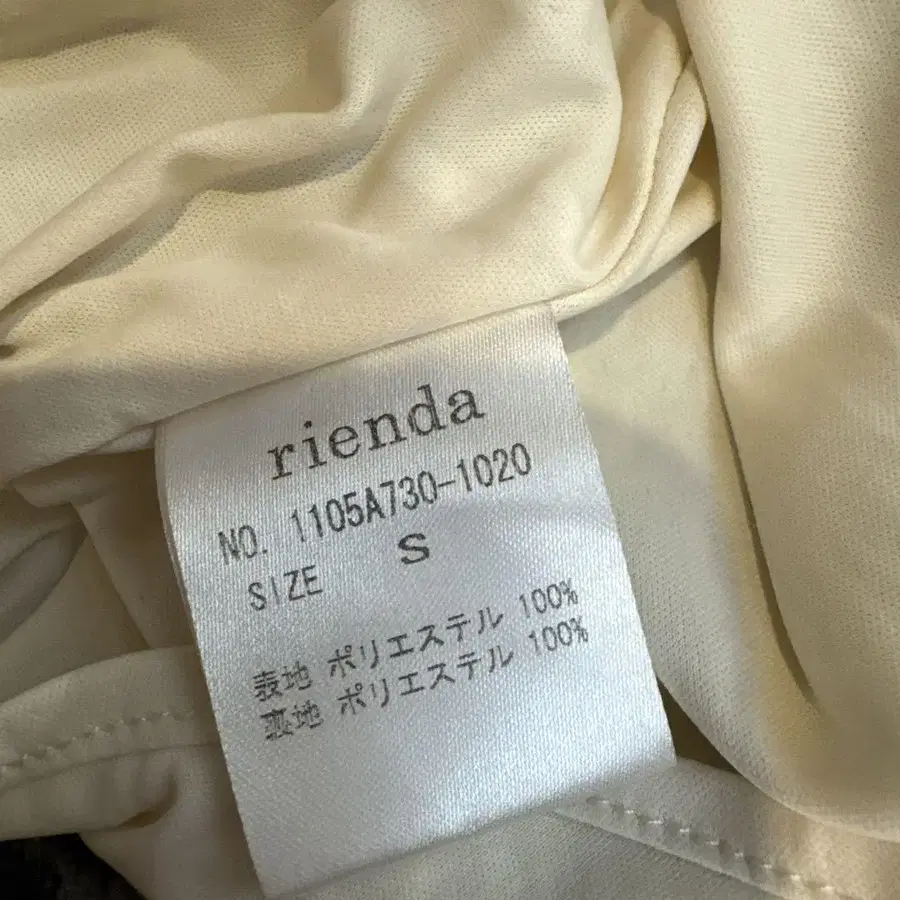 rienda
NO. 1105A730-1020
SIZE S
表地 ポリエステル 100%
裏地 ポリエステル 100%